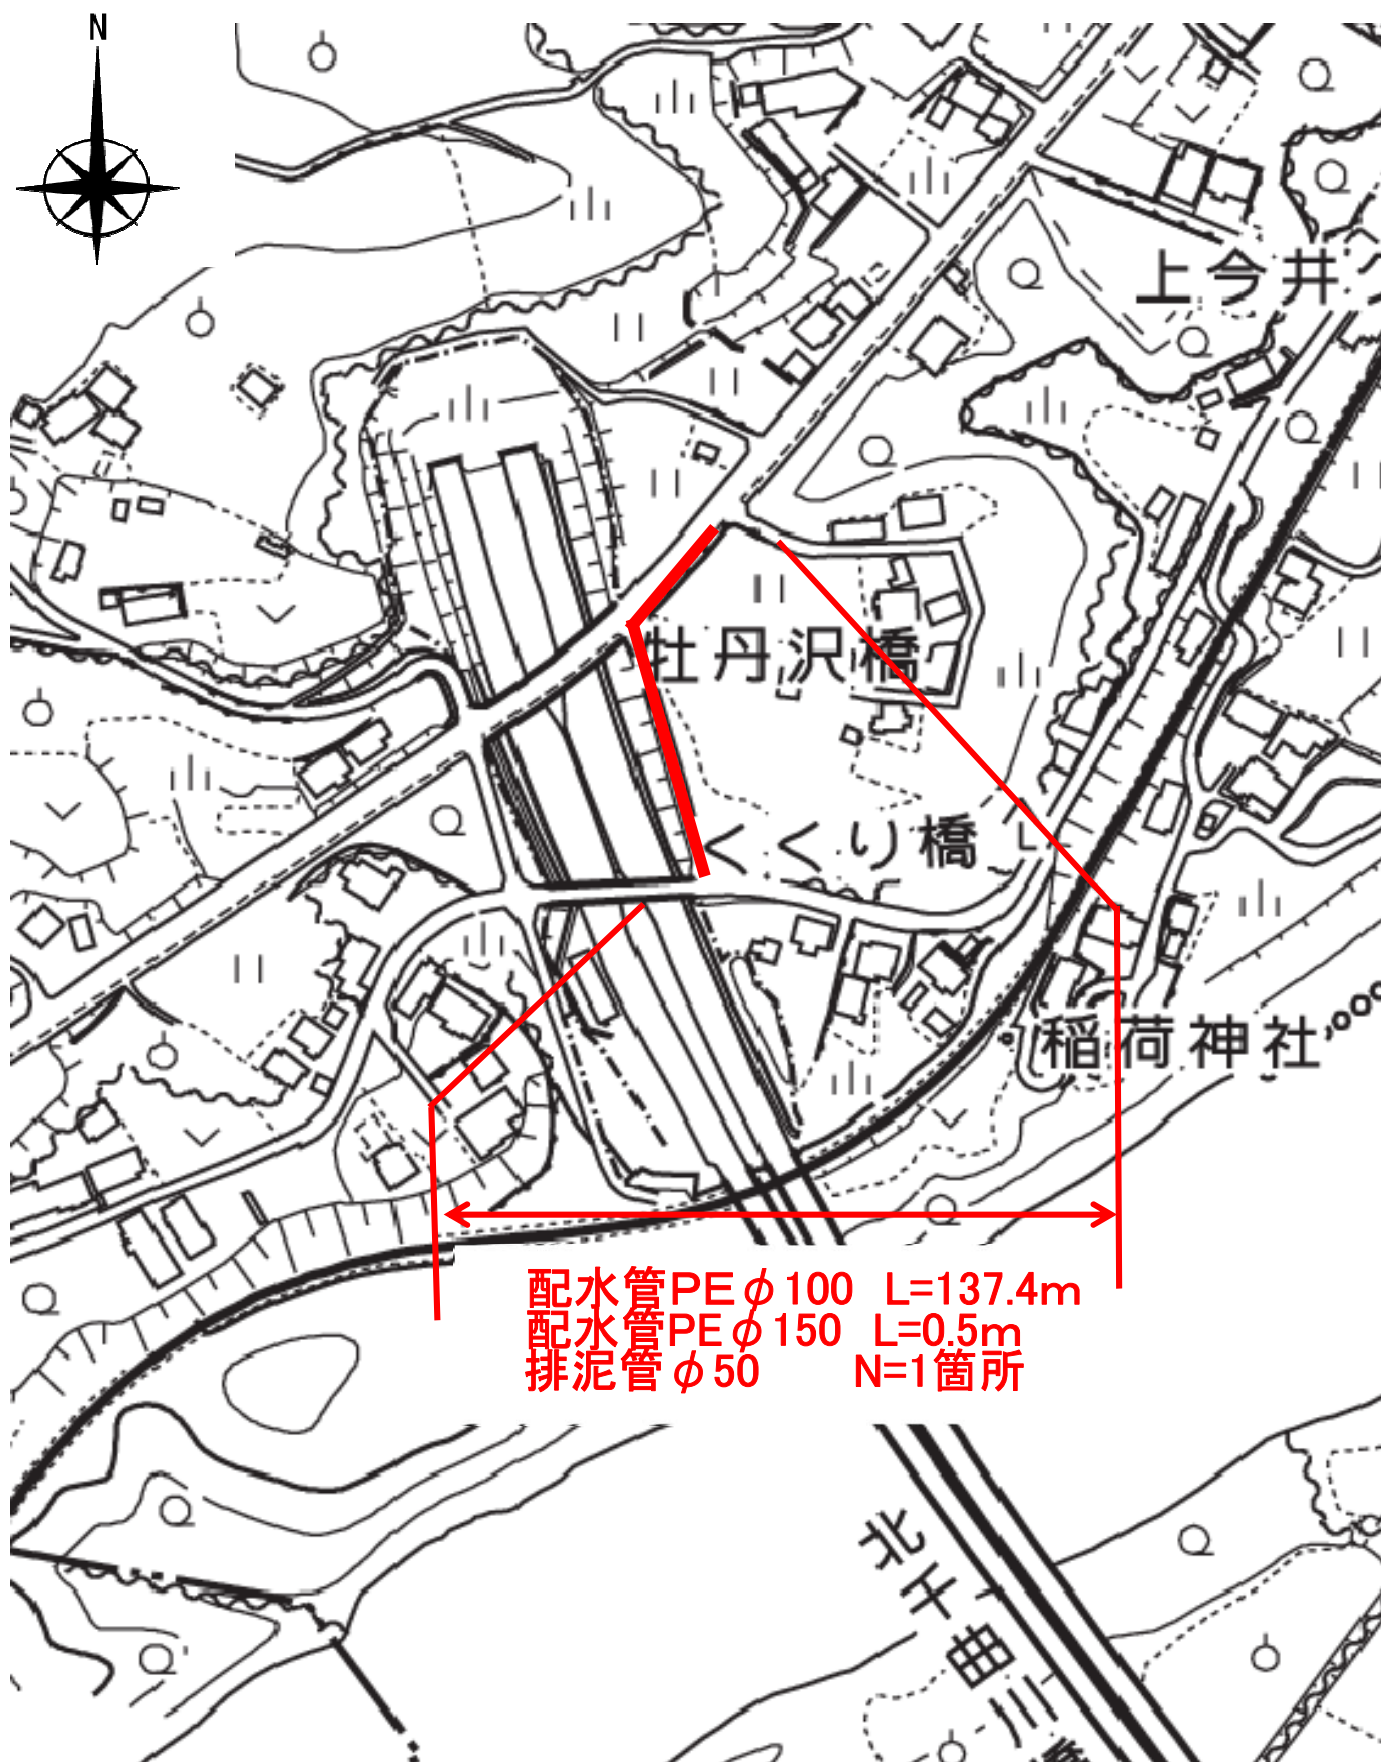 N
上今井
牡丹沢橋
くくり橋
稲荷神社
配水管PEφ100 L=137.4m
配水管PEφ150 L=0.5m
排泥管φ50 N=1箇所
北千曲川橋